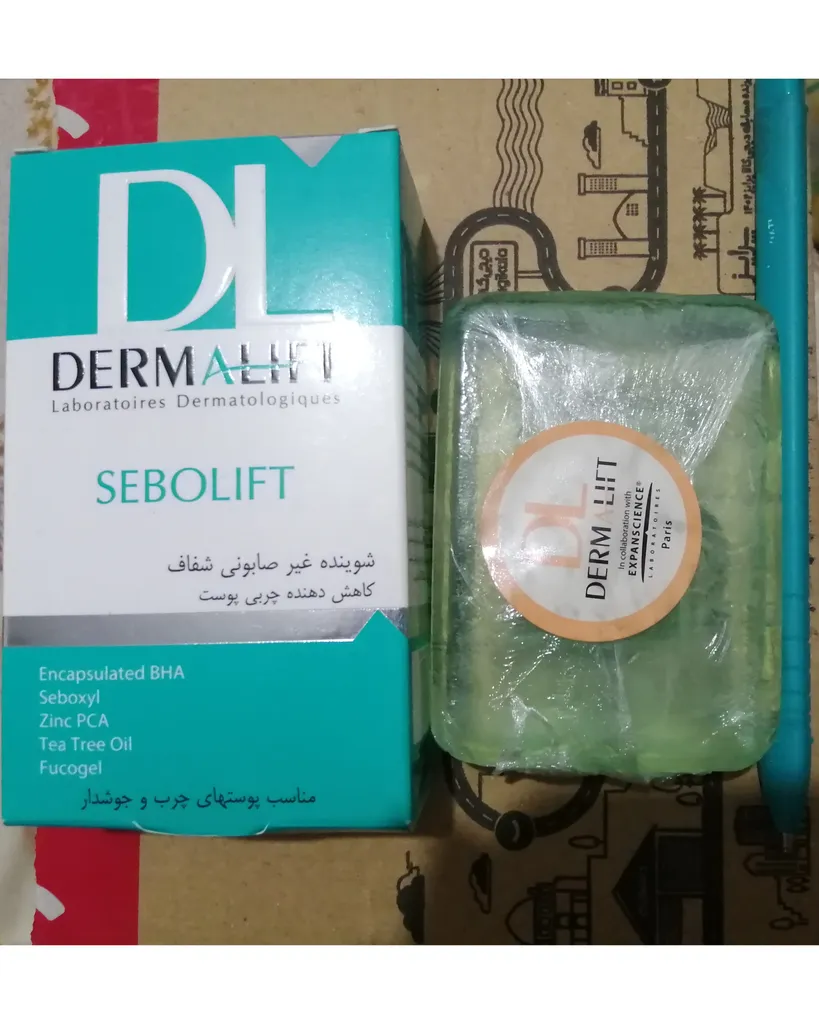 DL
DERMALIFT
Laboratoires Dermatologiques
SEBOLIFT
شوینده غیر صابونی شفاف
کاهش دهنده چربی پوست
Encapsulated BHA
Seboxyl
Zinc PCA
Tea Tree Oil
Fucogel
مناسب پوستهای چرب و جوشدار
DL
DERMALIFT
In collaboration with
EXPANSCIENCE®
LABORATOIRES
Paris